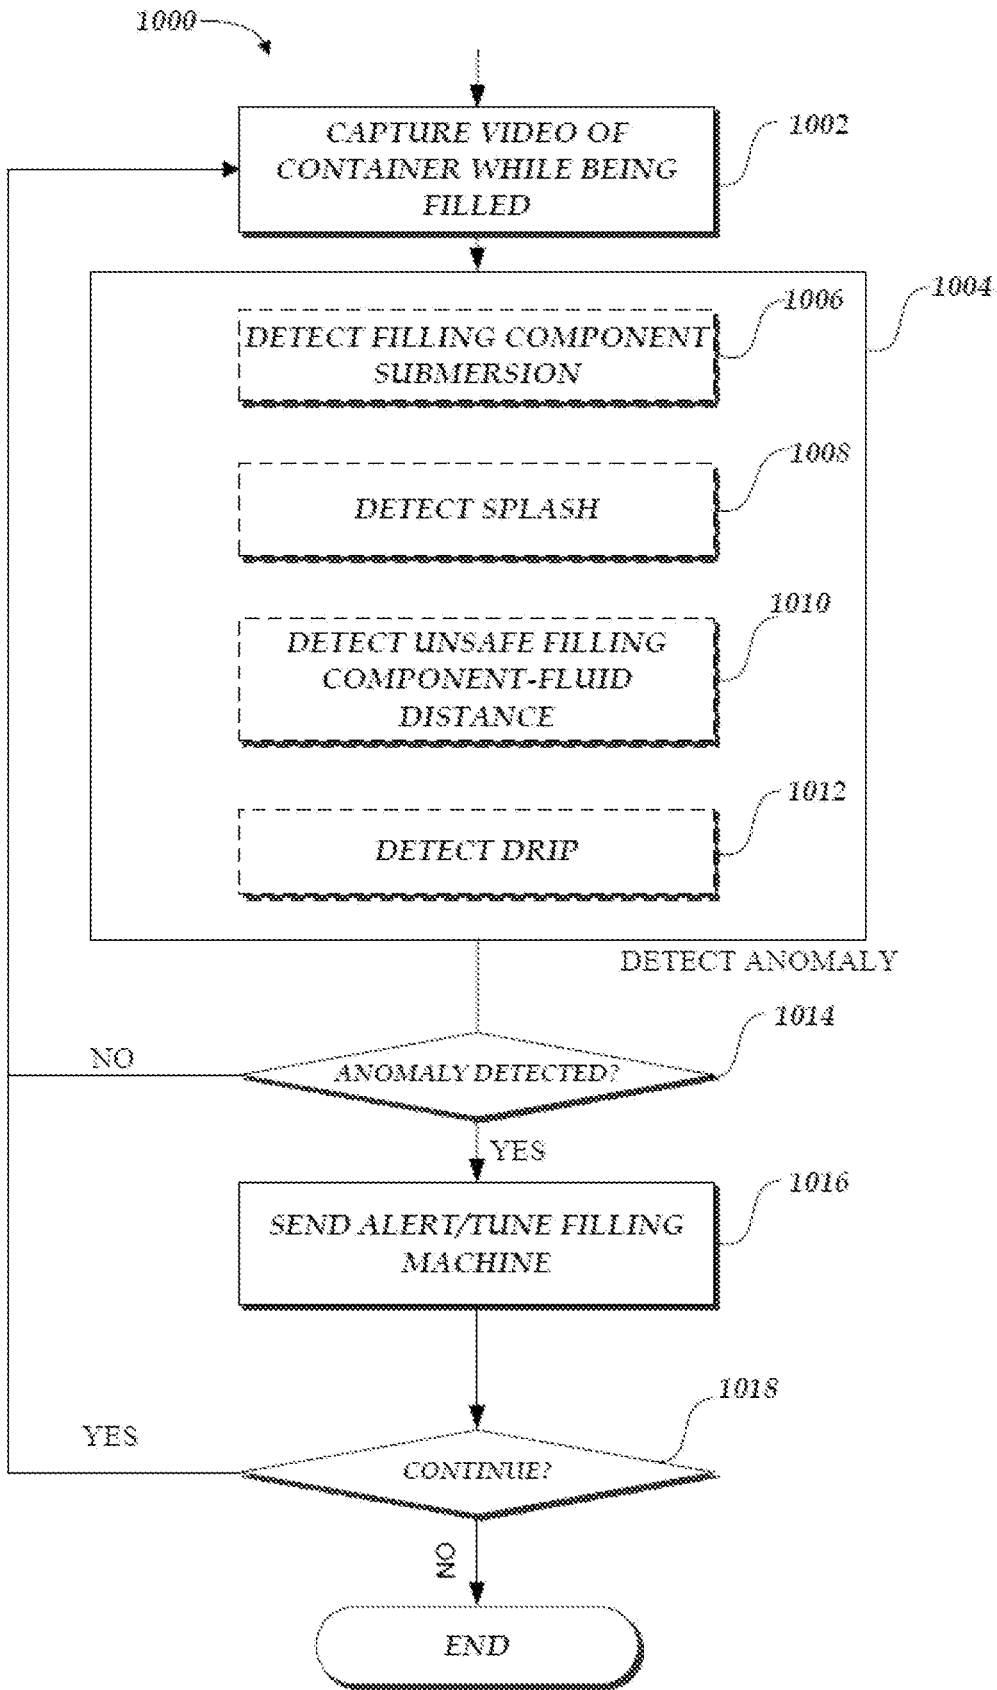 1000
CAPTURE VIDEO OF
CONTAINER WHILE BEING
FILLED
1002
1004
DETECT FILLING COMPONENT
SUBMERSION
1006
DETECT SPLASH
1008
DETECT UNSAFE FILLING
COMPONENT-FLUID
DISTANCE
1010
DETECT DRIP
1012
DETECT ANOMALY
ANOMALY DETECTED?
1014
NO
YES
SEND ALERT/TUNE FILLING
MACHINE
1016
CONTINUE?
1018
YES
NO
END